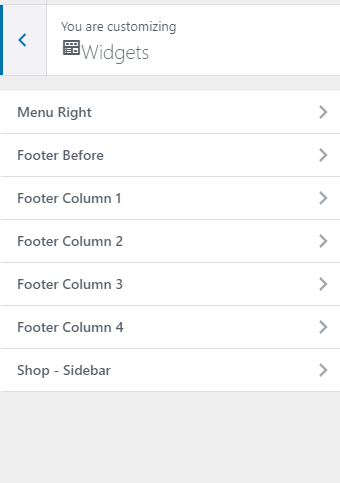 You are customizing
Widgets
Menu Right
Footer Before
Footer Column 1
Footer Column 2
Footer Column 3
Footer Column 4
Shop - Sidebar